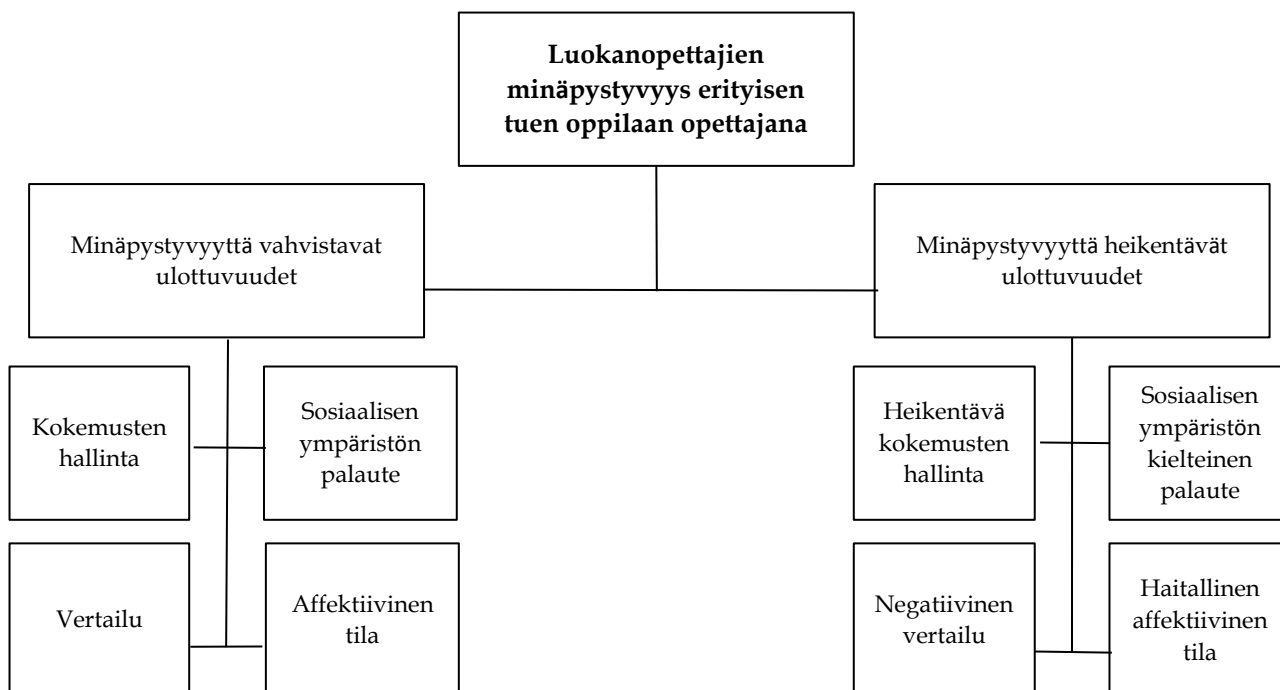 Luokanopettajien
minäpystyvyys erityisen
tuen oppilaan opettajana
Minäpystyvyyttä vahvistavat
ulottuvuudet
Minäpystyvyyttä heikentävät
ulottuvuudet
Kokemusten
hallinta
Sosiaalisen
ympäristön
palaute
Heikentävä
kokemusten
hallinta
Sosiaalisen
ympäristön
kielteinen
palaute
Vertailu
Affektiivinen
tila
Negatiivinen
vertailu
Haitallinen
affektiivinen
tila